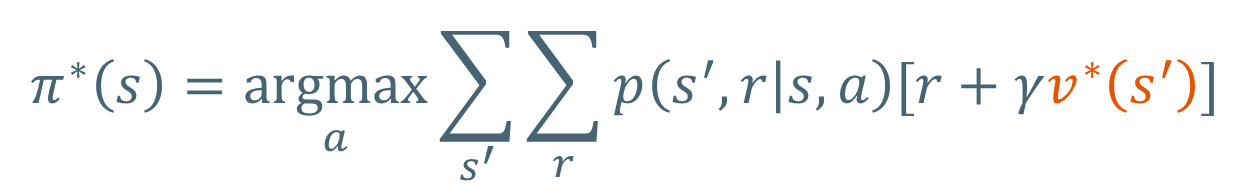 π*(s) = argmax_a ∑_{s′} ∑_r p(s′, r|s, a)[r + γv*(s′)]